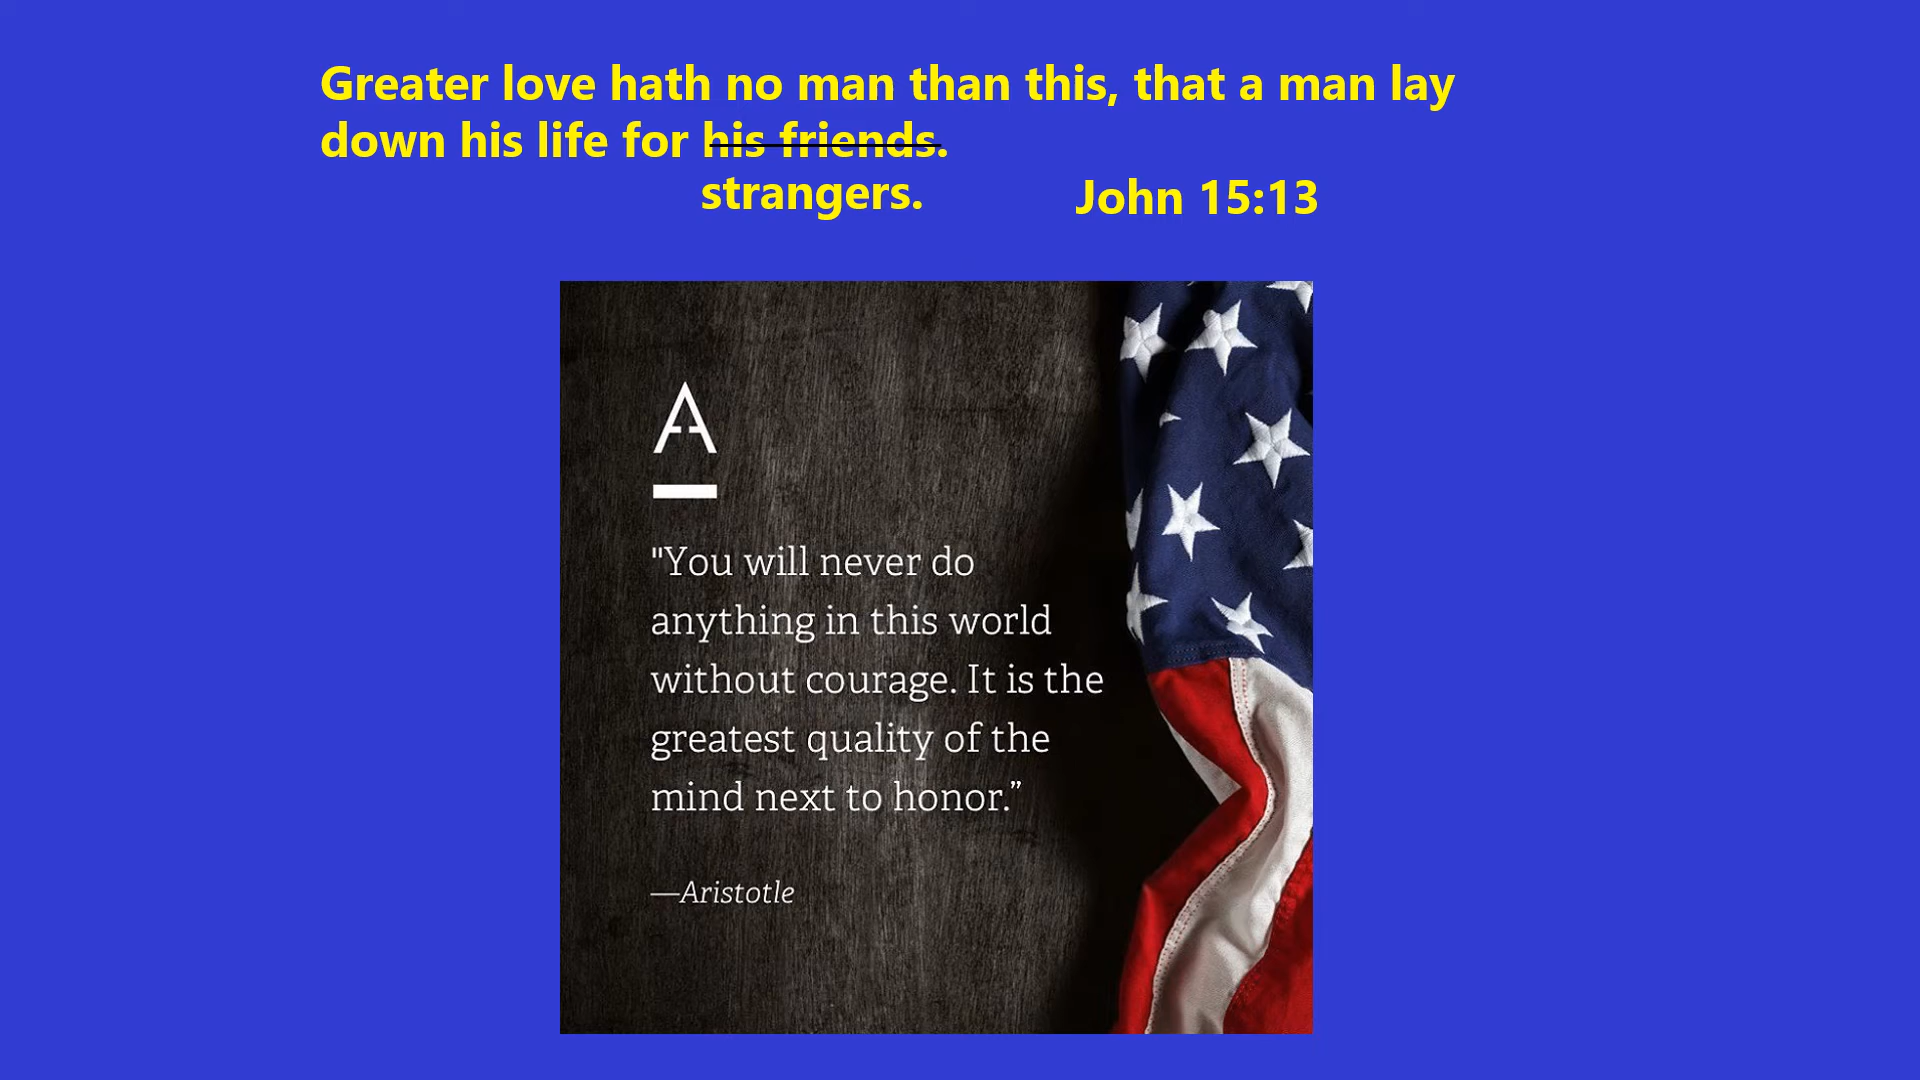 Greater love hath no man than this, that a man lay
down his life for his friends.
strangers.
John 15:13
A
"You will never do
anything in this world
without courage. It is the
greatest quality of the
mind next to honor.”
—Aristotle